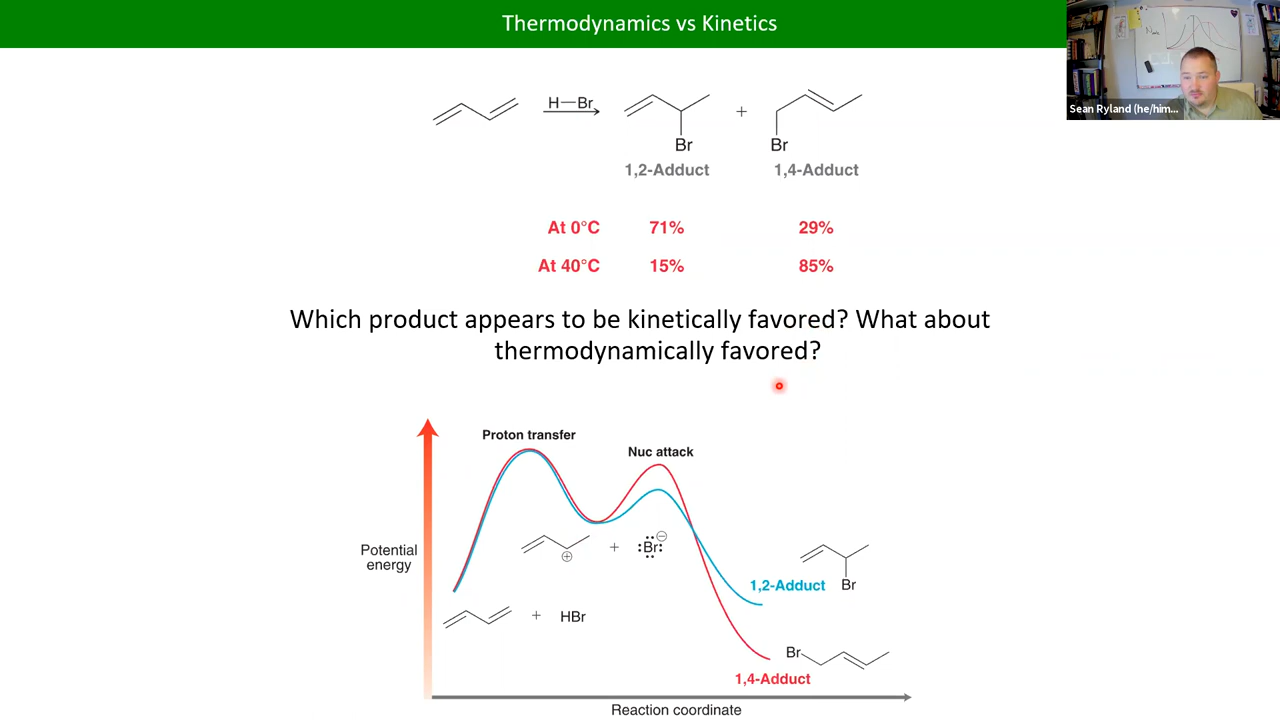 Thermodynamics vs Kinetics
Sean Ryland (he/him...
H—Br
+
Br
Br
1,2-Adduct
1,4-Adduct
At 0°C 71% 29%
At 40°C 15% 85%
Which product appears to be kinetically favored? What about
thermodynamically favored?
Proton transfer
Nuc attack
Potential
energy
⊕
+
:Br:
⊖
1,2-Adduct
Br
+
HBr
Br
1,4-Adduct
Reaction coordinate